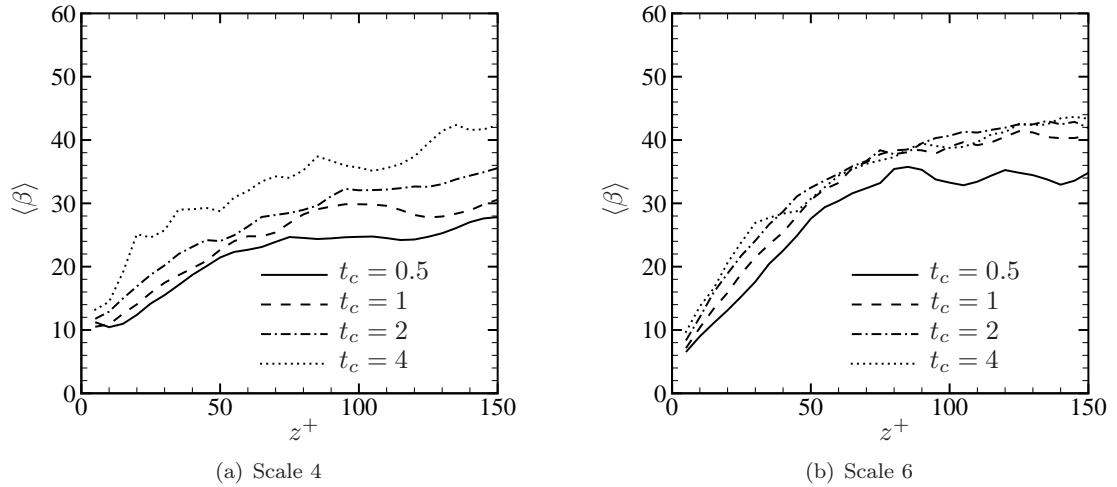 60
50
40
30
20
10
0
⟨β⟩
0 50 100 150
z⁺
t_c = 0.5
t_c = 1
t_c = 2
t_c = 4
(a) Scale 4
60
50
40
30
20
10
0
⟨β⟩
0 50 100 150
z⁺
t_c = 0.5
t_c = 1
t_c = 2
t_c = 4
(b) Scale 6